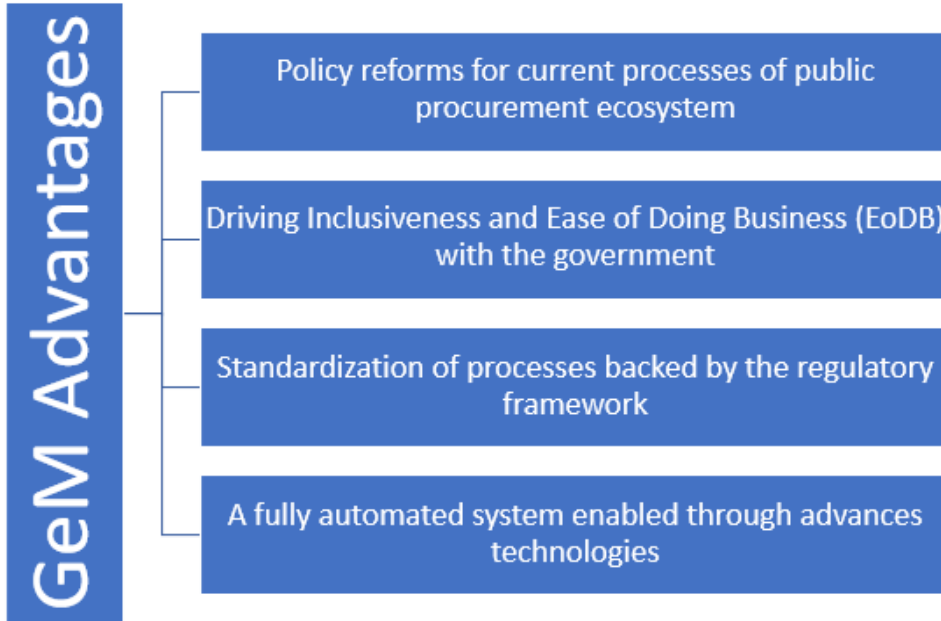 GeM Advantages
Policy reforms for current processes of public
procurement ecosystem
Driving Inclusiveness and Ease of Doing Business (EoDB)
with the government
Standardization of processes backed by the regulatory
framework
A fully automated system enabled through advances
technologies